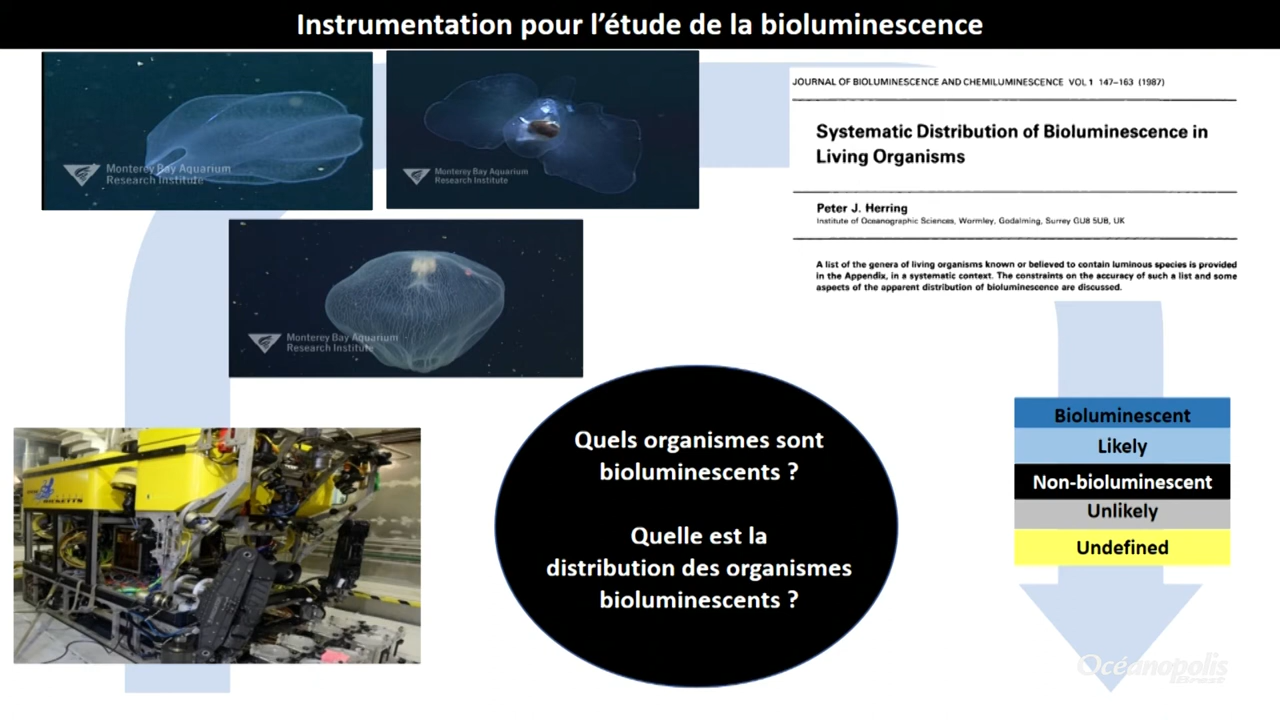 Instrumentation pour l'étude de la bioluminescence
Monterey Bay Aquarium
Research Institute
Monterey Bay Aquarium
Research Institute
Monterey Bay Aquarium
Research Institute
JOURNAL OF BIOLUMINESCENCE AND CHEMILUMINESCENCE VOL 1 147–163 (1987)
Systematic Distribution of Bioluminescence in
Living Organisms
Peter J. Herring
Institute of Oceanographic Sciences, Wormley, Godalming, Surrey GU8 5UB, UK
A list of the genera of living organisms known or believed to contain luminous species is provided
in the Appendix, in a systematic context. The constraints on the accuracy of such a list and some
aspects of the apparent distribution of bioluminescence are discussed.
Quels organismes sont
bioluminescents ?
Quelle est la
distribution des organismes
bioluminescents ?
Bioluminescent
Likely
Non-bioluminescent
Unlikely
Undefined
RICKETTS
Océanopolis
Brest